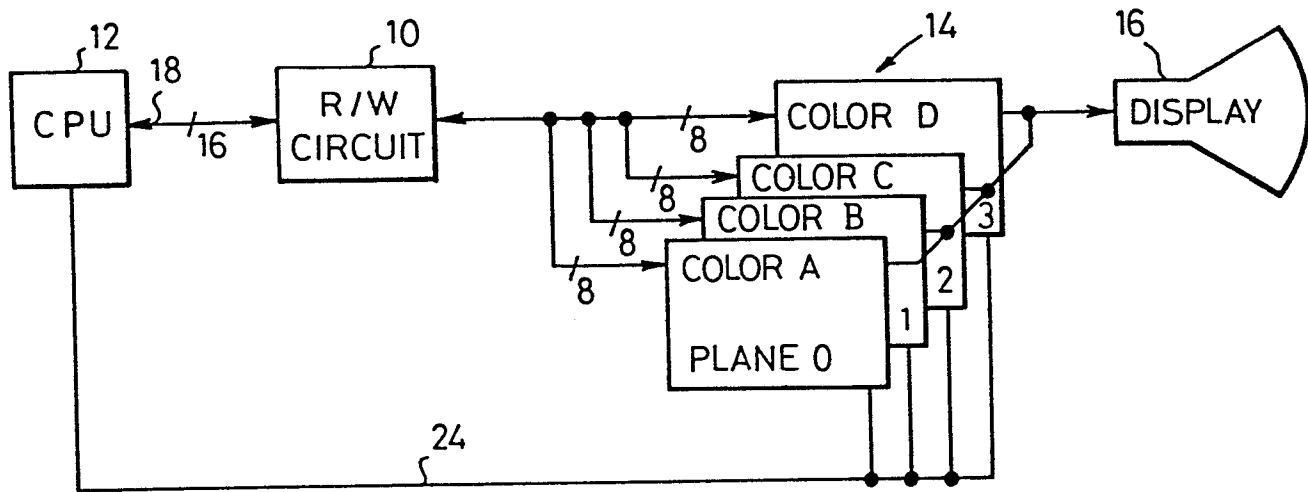 12
CPU
18
16
10
R/W
CIRCUIT
14
8
COLOR D
8
COLOR C
3
8
COLOR B
2
8
COLOR A
1
PLANE 0
16
DISPLAY
24